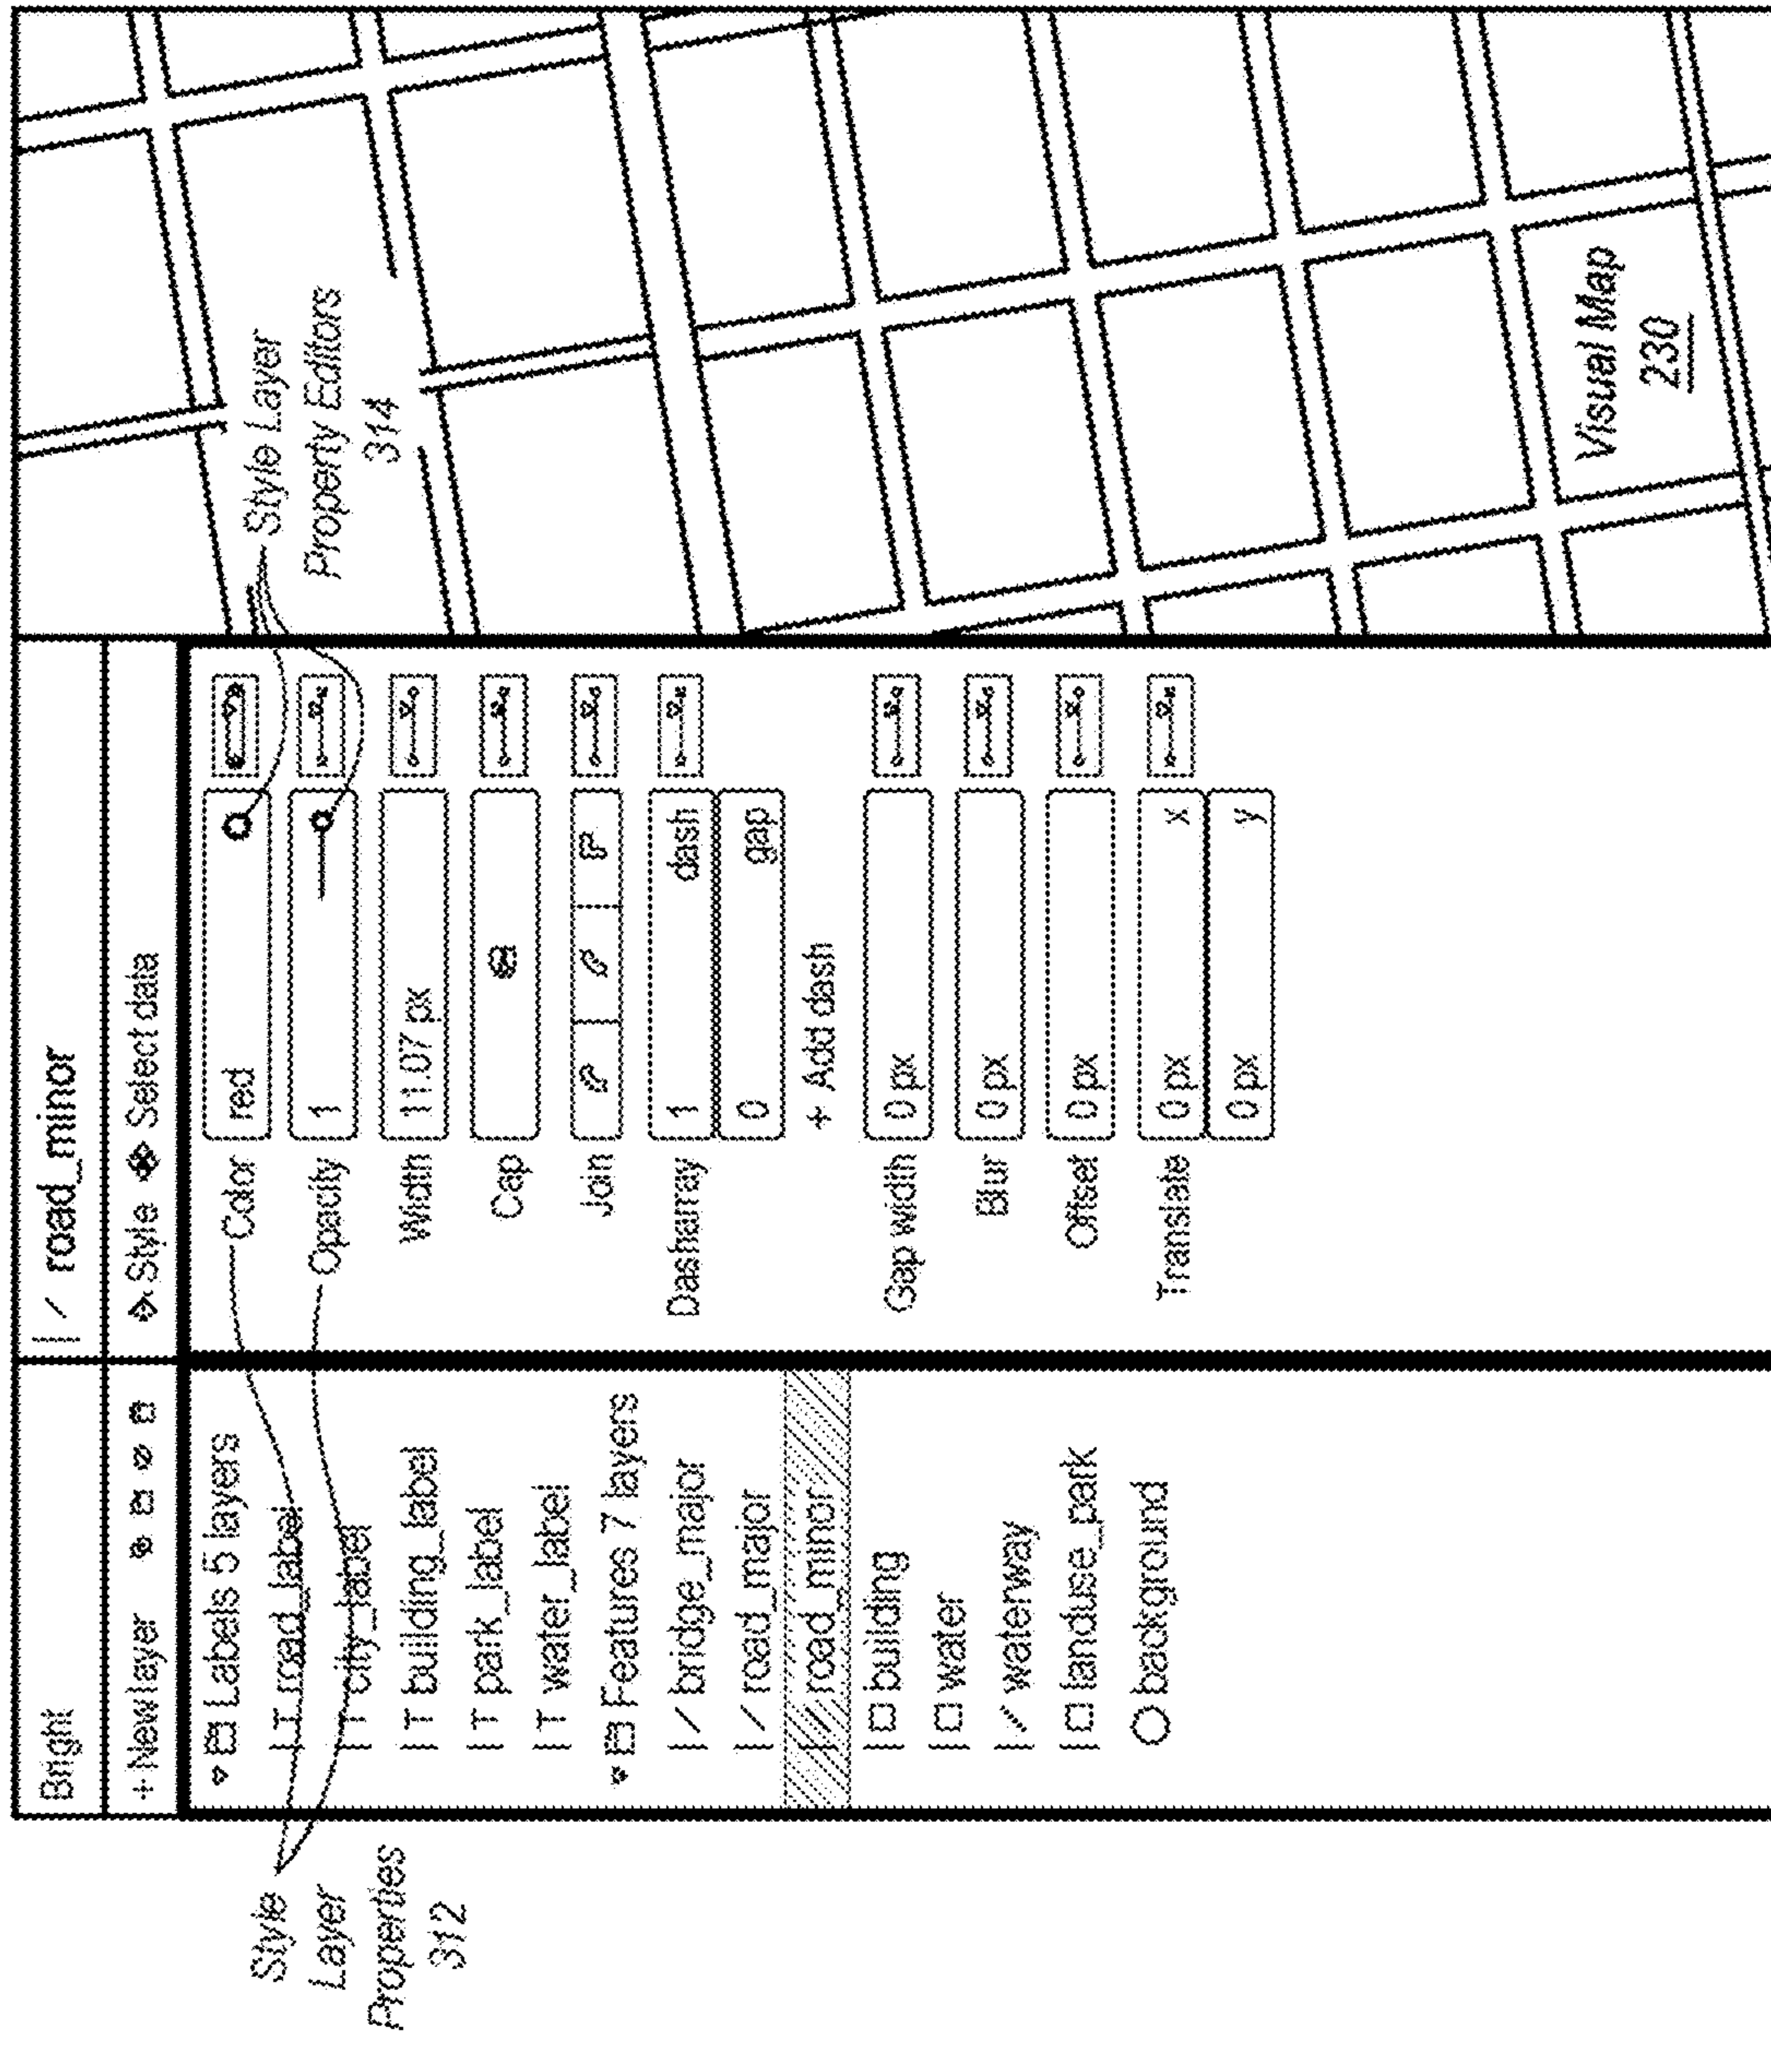 Bright
+ New layer
Labels 5 layers
T road_label
T city_label
T building_label
T park_label
T water_label
Features 7 layers
bridge_major
road_major
road_minor
building
water
waterway
landuse_park
background
road_minor
Style Select data
Color red
Opacity 1
Width 11.07 px
Cap
Join
Dasharray 1 dash
0 gap
+ Add dash
Gap width 0 px
Blur 0 px
Offset 0 px
Translate 0 px x
0 px y
Style Layer
Property Editors
314
Visual Map
230
Style
Layer
Properties
312